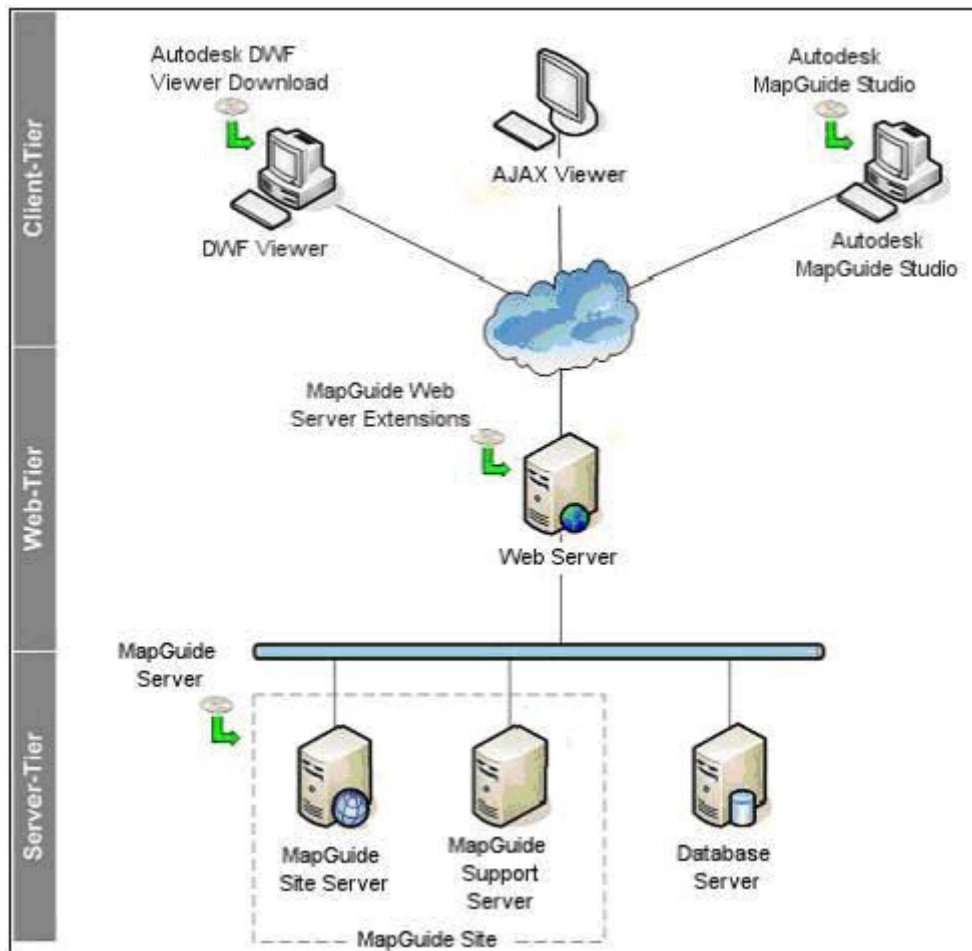 Client-Tier
Autodesk DWF
Viewer Download
DWF Viewer
AJAX Viewer
Autodesk
MapGuide Studio
Autodesk
MapGuide Studio
Web-Tier
MapGuide Web
Server Extensions
Web Server
Server-Tier
MapGuide
Server
MapGuide
Site Server
MapGuide
Support
Server
Database
Server
MapGuide Site